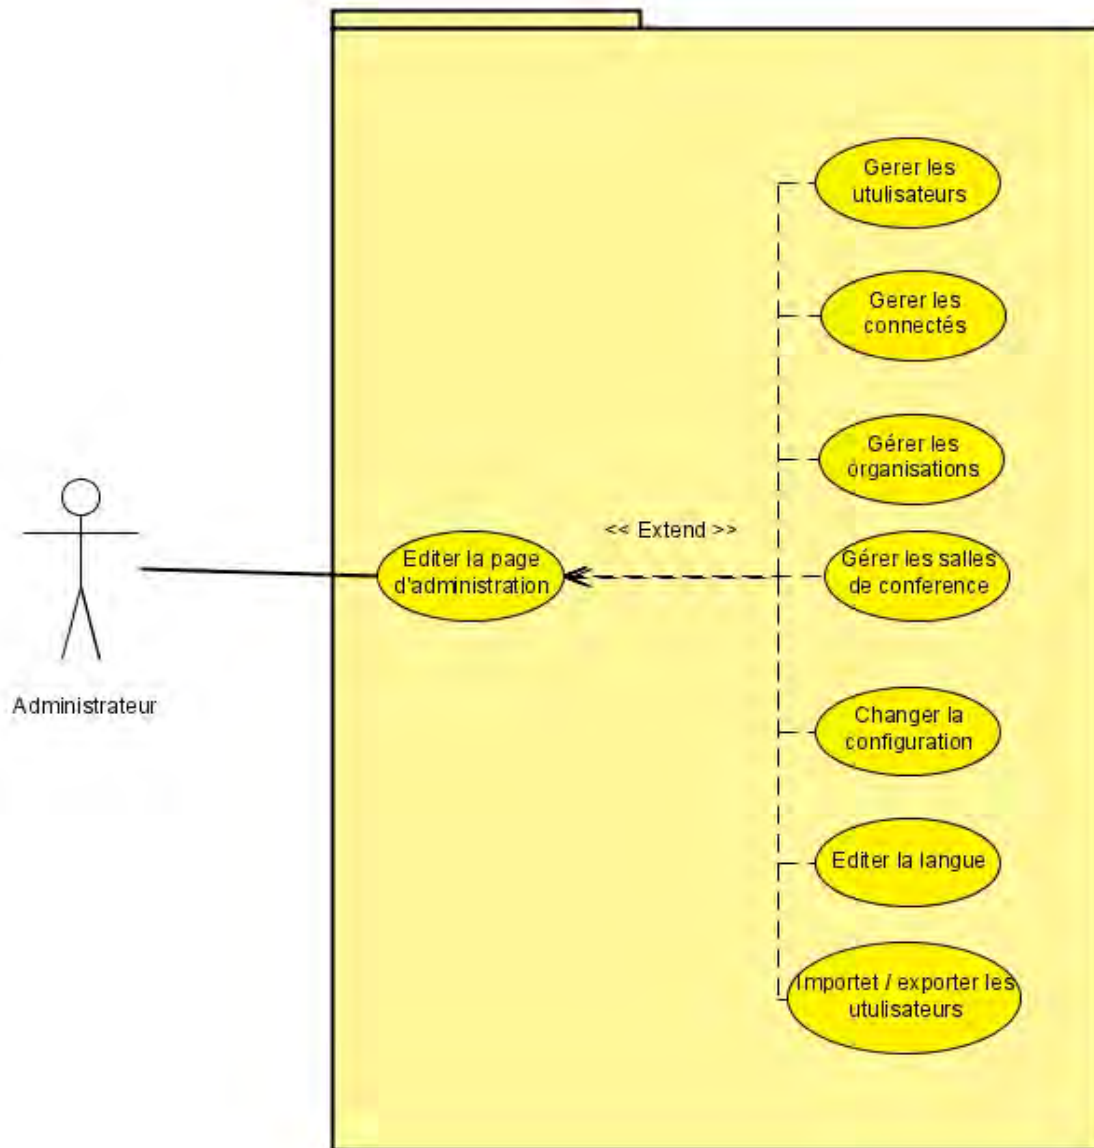 Gerer les
utulisateurs
Gerer les
connectés
Gérer les
organisations
<< Extend >>
Editer la page
d'administration
Gérer les salles
de conference
Administrateur
Changer la
configuration
Editer la langue
Importet / exporter les
utulisateurs